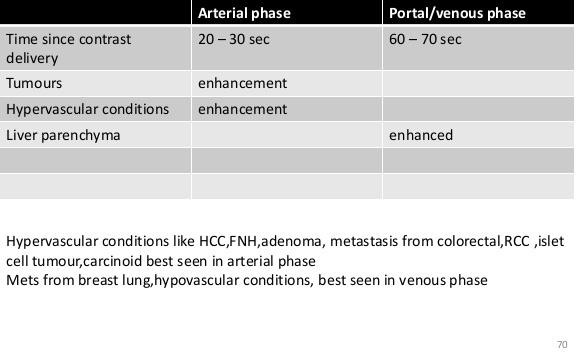 Arterial phase Portal/venous phase
Time since contrast 20 – 30 sec 60 – 70 sec
delivery
Tumours enhancement
Hypervascular conditions enhancement
Liver parenchyma enhanced
Hypervascular conditions like HCC,FNH,adenoma, metastasis from colorectal,RCC ,islet
cell tumour,carcinoid best seen in arterial phase
Mets from breast lung,hypovascular conditions, best seen in venous phase
70